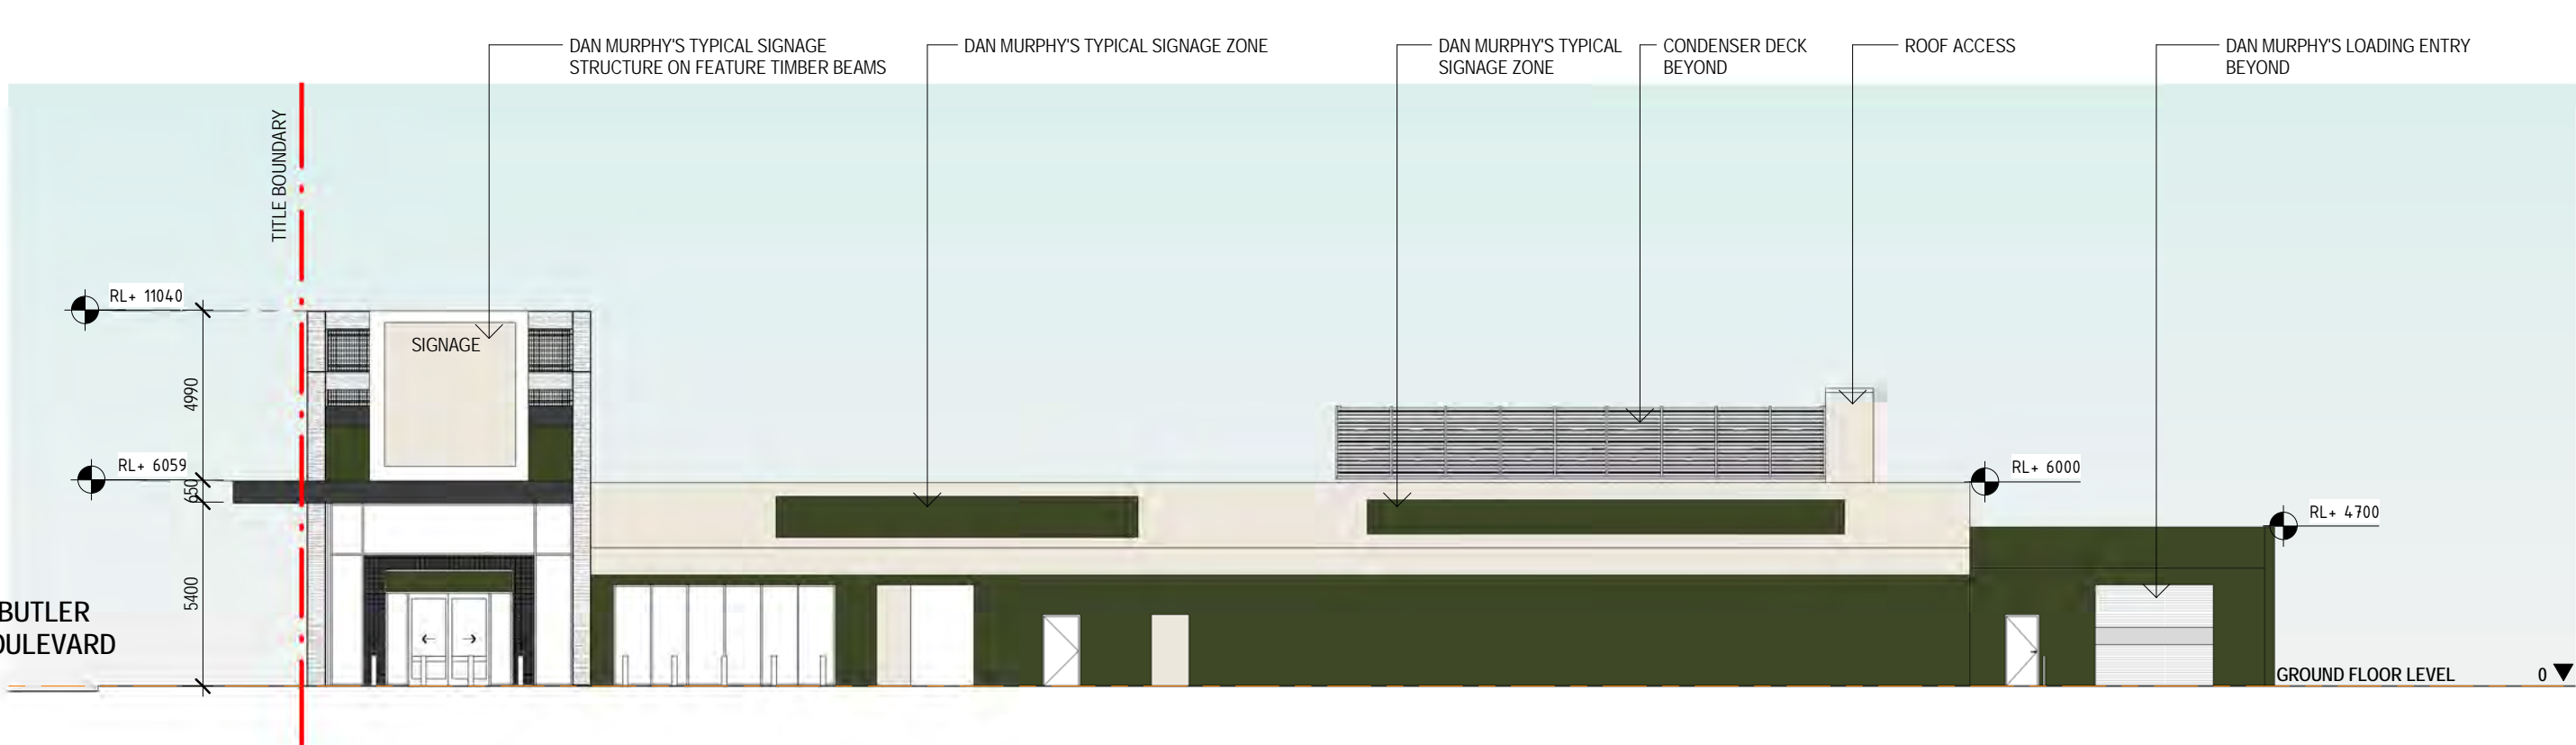 DAN MURPHY'S TYPICAL SIGNAGE
STRUCTURE ON FEATURE TIMBER BEAMS
DAN MURPHY'S TYPICAL SIGNAGE ZONE
DAN MURPHY'S TYPICAL
SIGNAGE ZONE
CONDENSER DECK
BEYOND
ROOF ACCESS
DAN MURPHY'S LOADING ENTRY
BEYOND
TITLE BOUNDARY
RL+ 11040
SIGNAGE
4990
RL+ 6059
650
RL+ 6000
RL+ 4700
5400
BUTLER
OULEVARD
GROUND FLOOR LEVEL
0